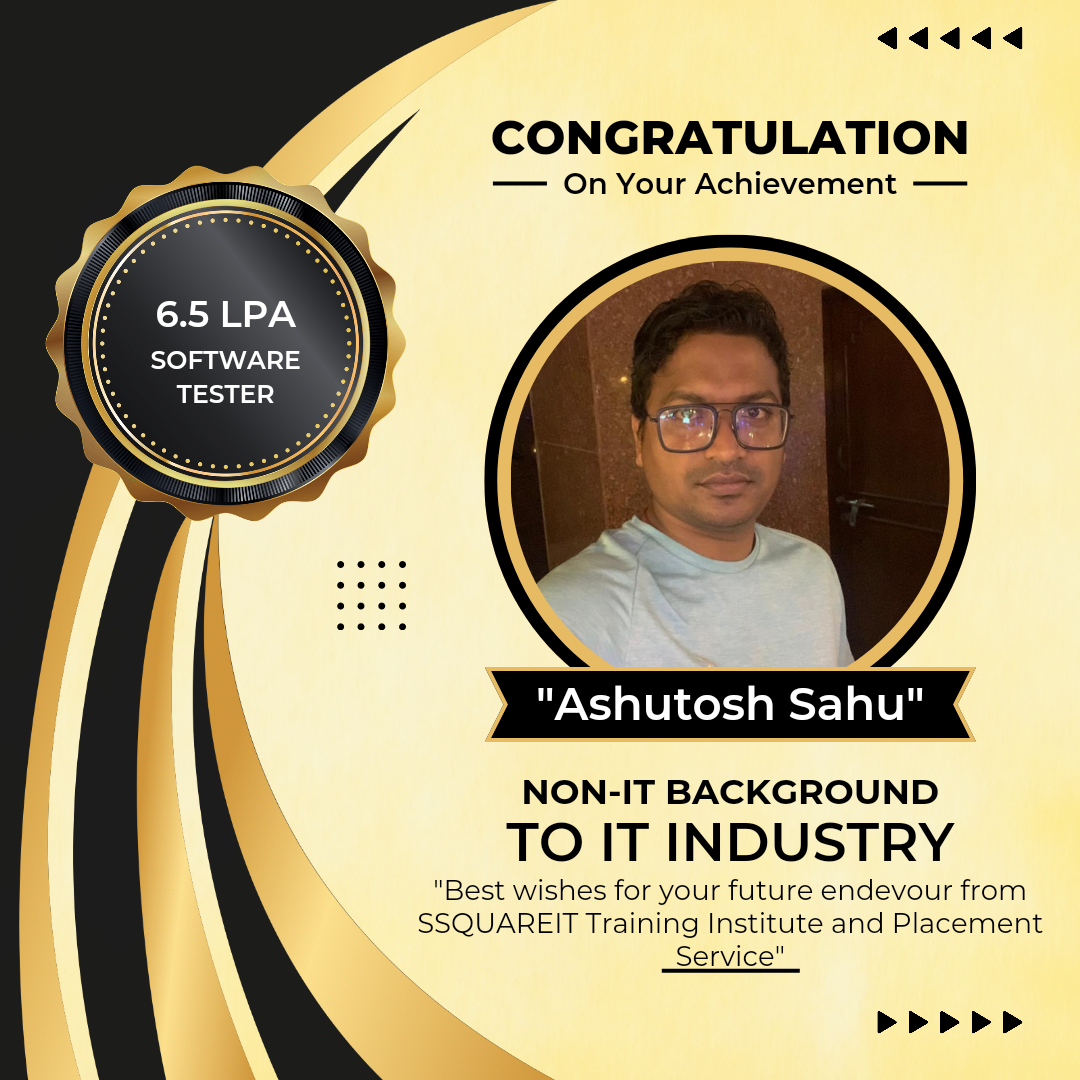 CONGRATULATION
On Your Achievement
6.5 LPA
SOFTWARE
TESTER
"Ashutosh Sahu"
NON-IT BACKGROUND
TO IT INDUSTRY
"Best wishes for your future endevour from
SSQUAREIT Training Institute and Placement
Service"